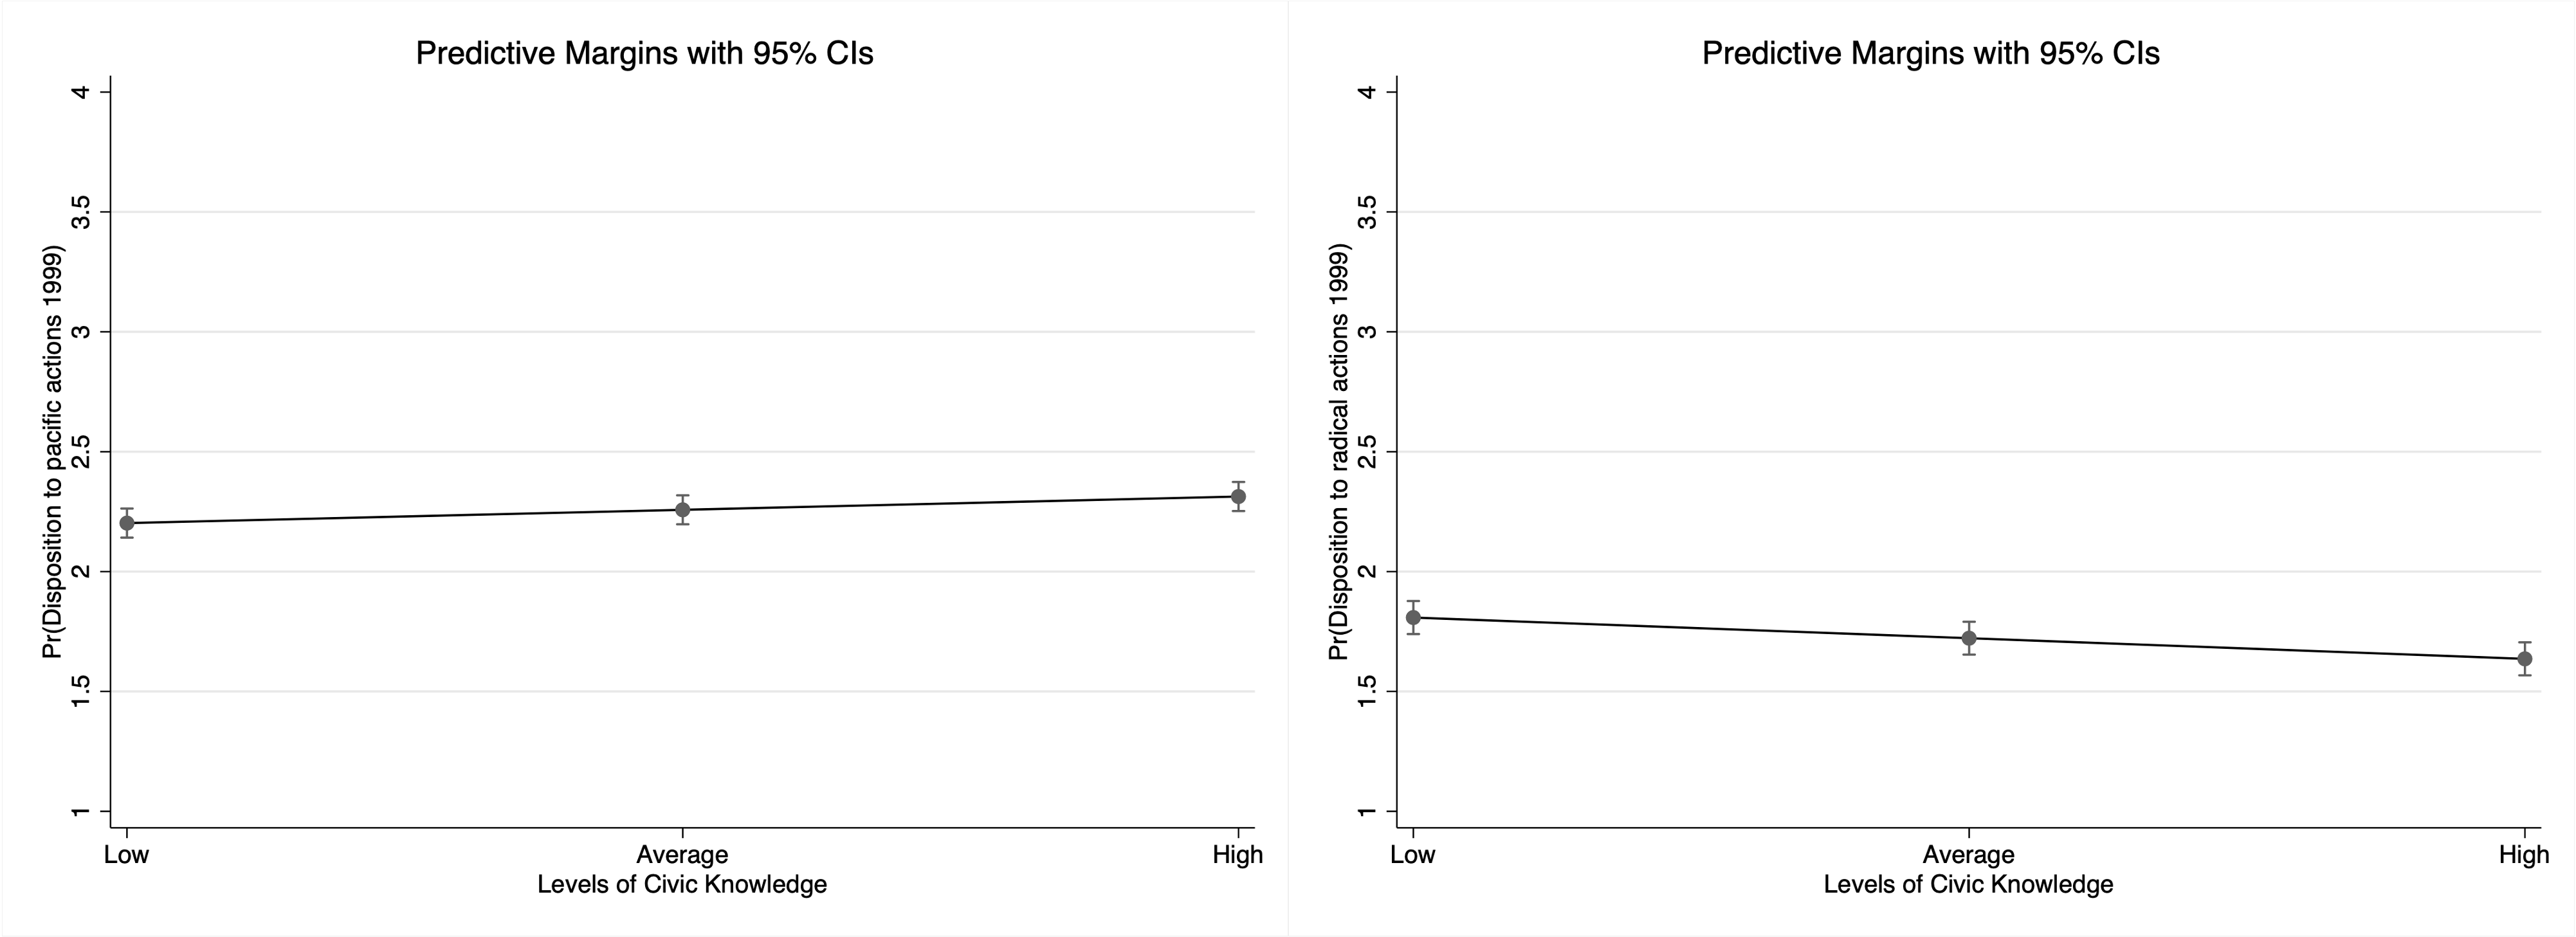 Predictive Margins with 95% CIs
Pr(Disposition to pacific actions 1999)
4
3.5
3
2.5
2
1.5
1
Low
Average
High
Levels of Civic Knowledge
Predictive Margins with 95% CIs
Pr(Disposition to radical actions 1999)
4
3.5
3
2.5
2
1.5
1
Low
Average
High
Levels of Civic Knowledge